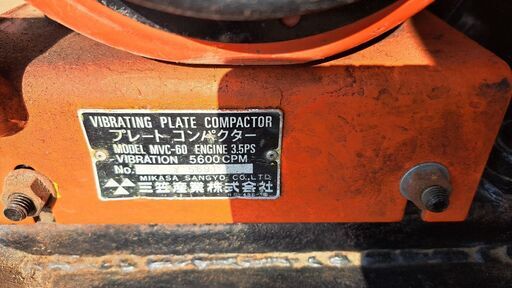 VIBRATING PLATE COMPACTOR
プレート コンパクター
MODEL MVC-60 ENGINE 3.5PS
VIBRATION 5600CPM
No.
MIKASA SANGYO CO., LTD.
三笠産業株式会社